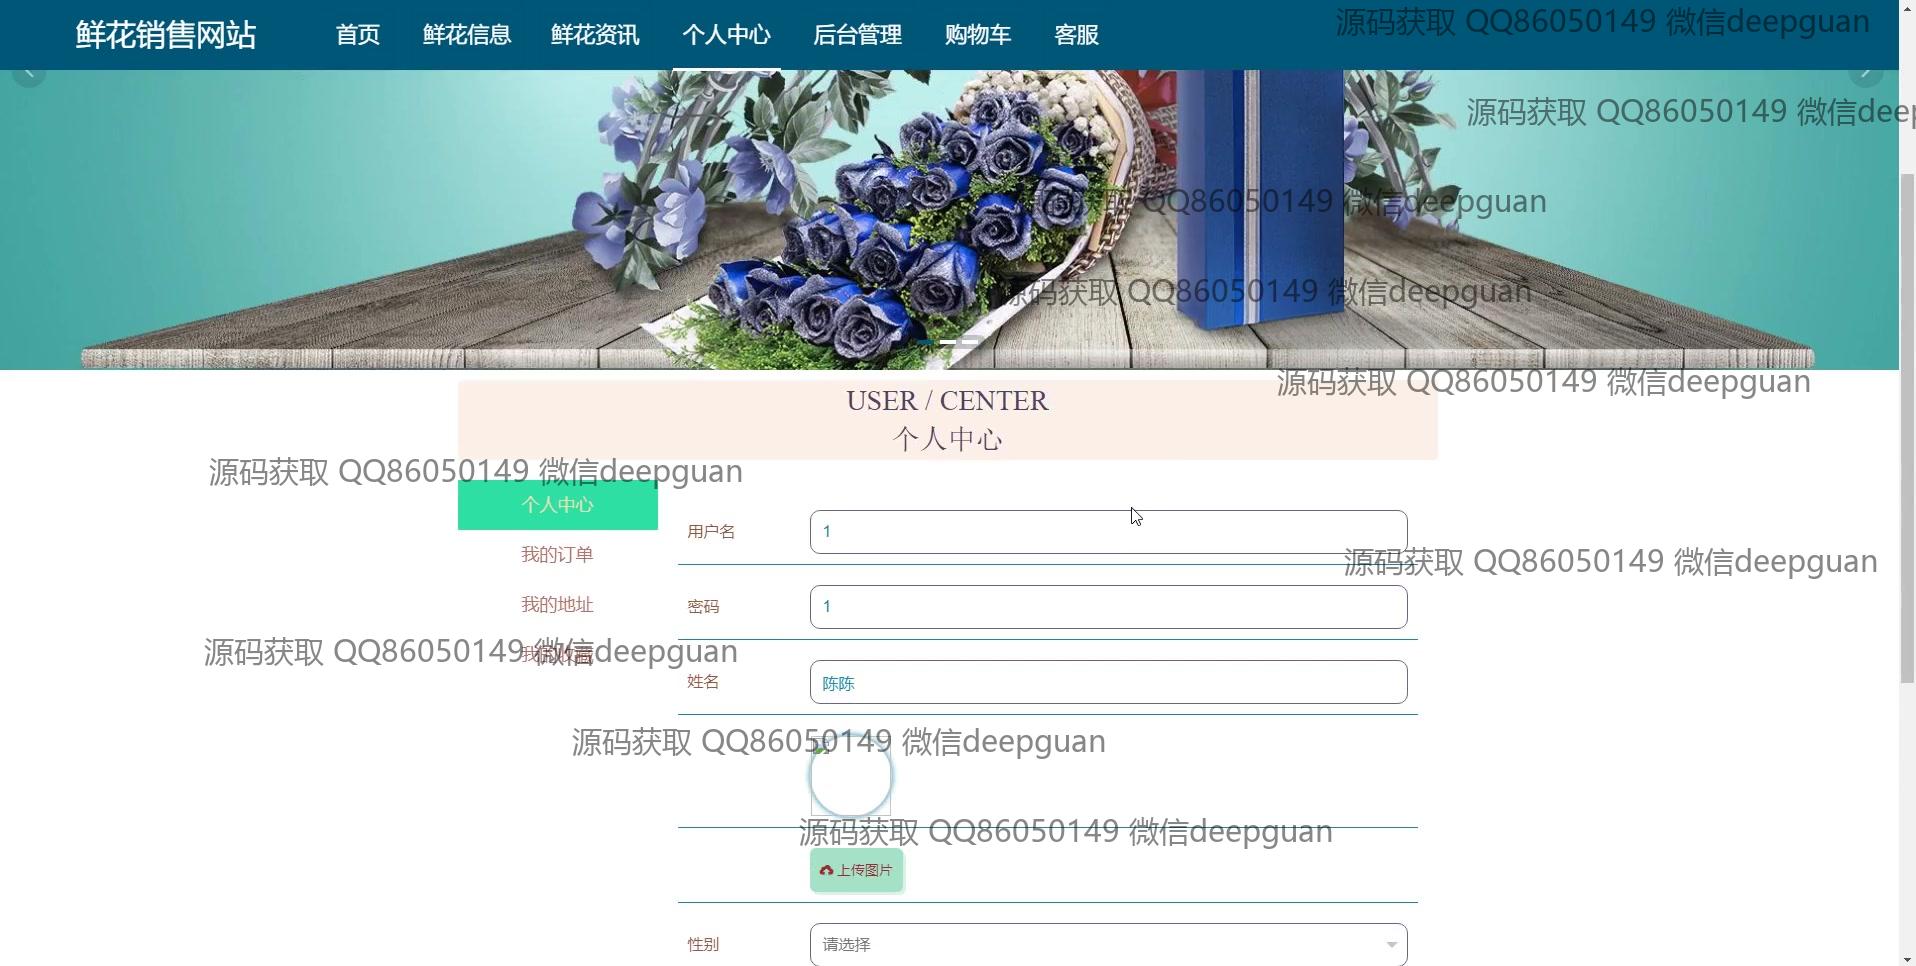 鲜花销售网站 首页 鲜花信息 鲜花资讯 个人中心 后台管理 购物车 客服
源码获取 QQ86050149 微信deepguan
源码获取 QQ86050149 微信deep
源码获取 QQ86050149 微信deepguan
源码获取 QQ86050149 微信deepguan
源码获取 QQ86050149 微信deepguan
USER / CENTER
个人中心
源码获取 QQ86050149 微信deepguan
个人中心
用户名 1
我的订单
源码获取 QQ86050149 微信deepguan
我的地址
密码 1
源码获取 QQ86050149 微信deepguan
我的收藏
姓名 陈陈
源码获取 QQ86050149 微信deepguan
源码获取 QQ86050149 微信deepguan
上传图片
性别 请选择